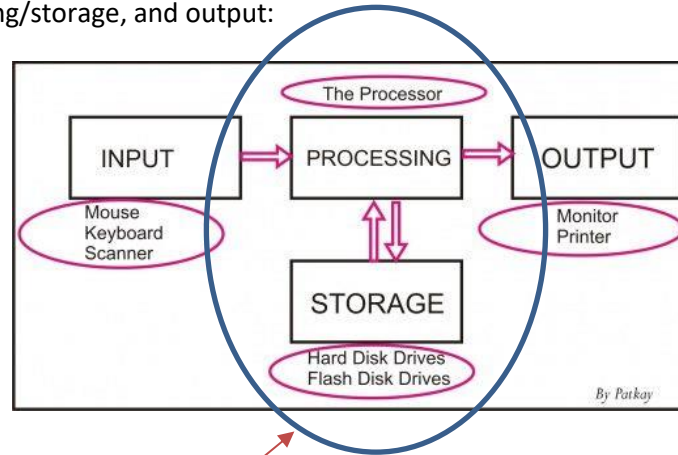 ng/storage, and output:
The Processor
INPUT
PROCESSING
OUTPUT
Mouse
Keyboard
Scanner
Monitor
Printer
STORAGE
Hard Disk Drives
Flash Disk Drives
By Patkay